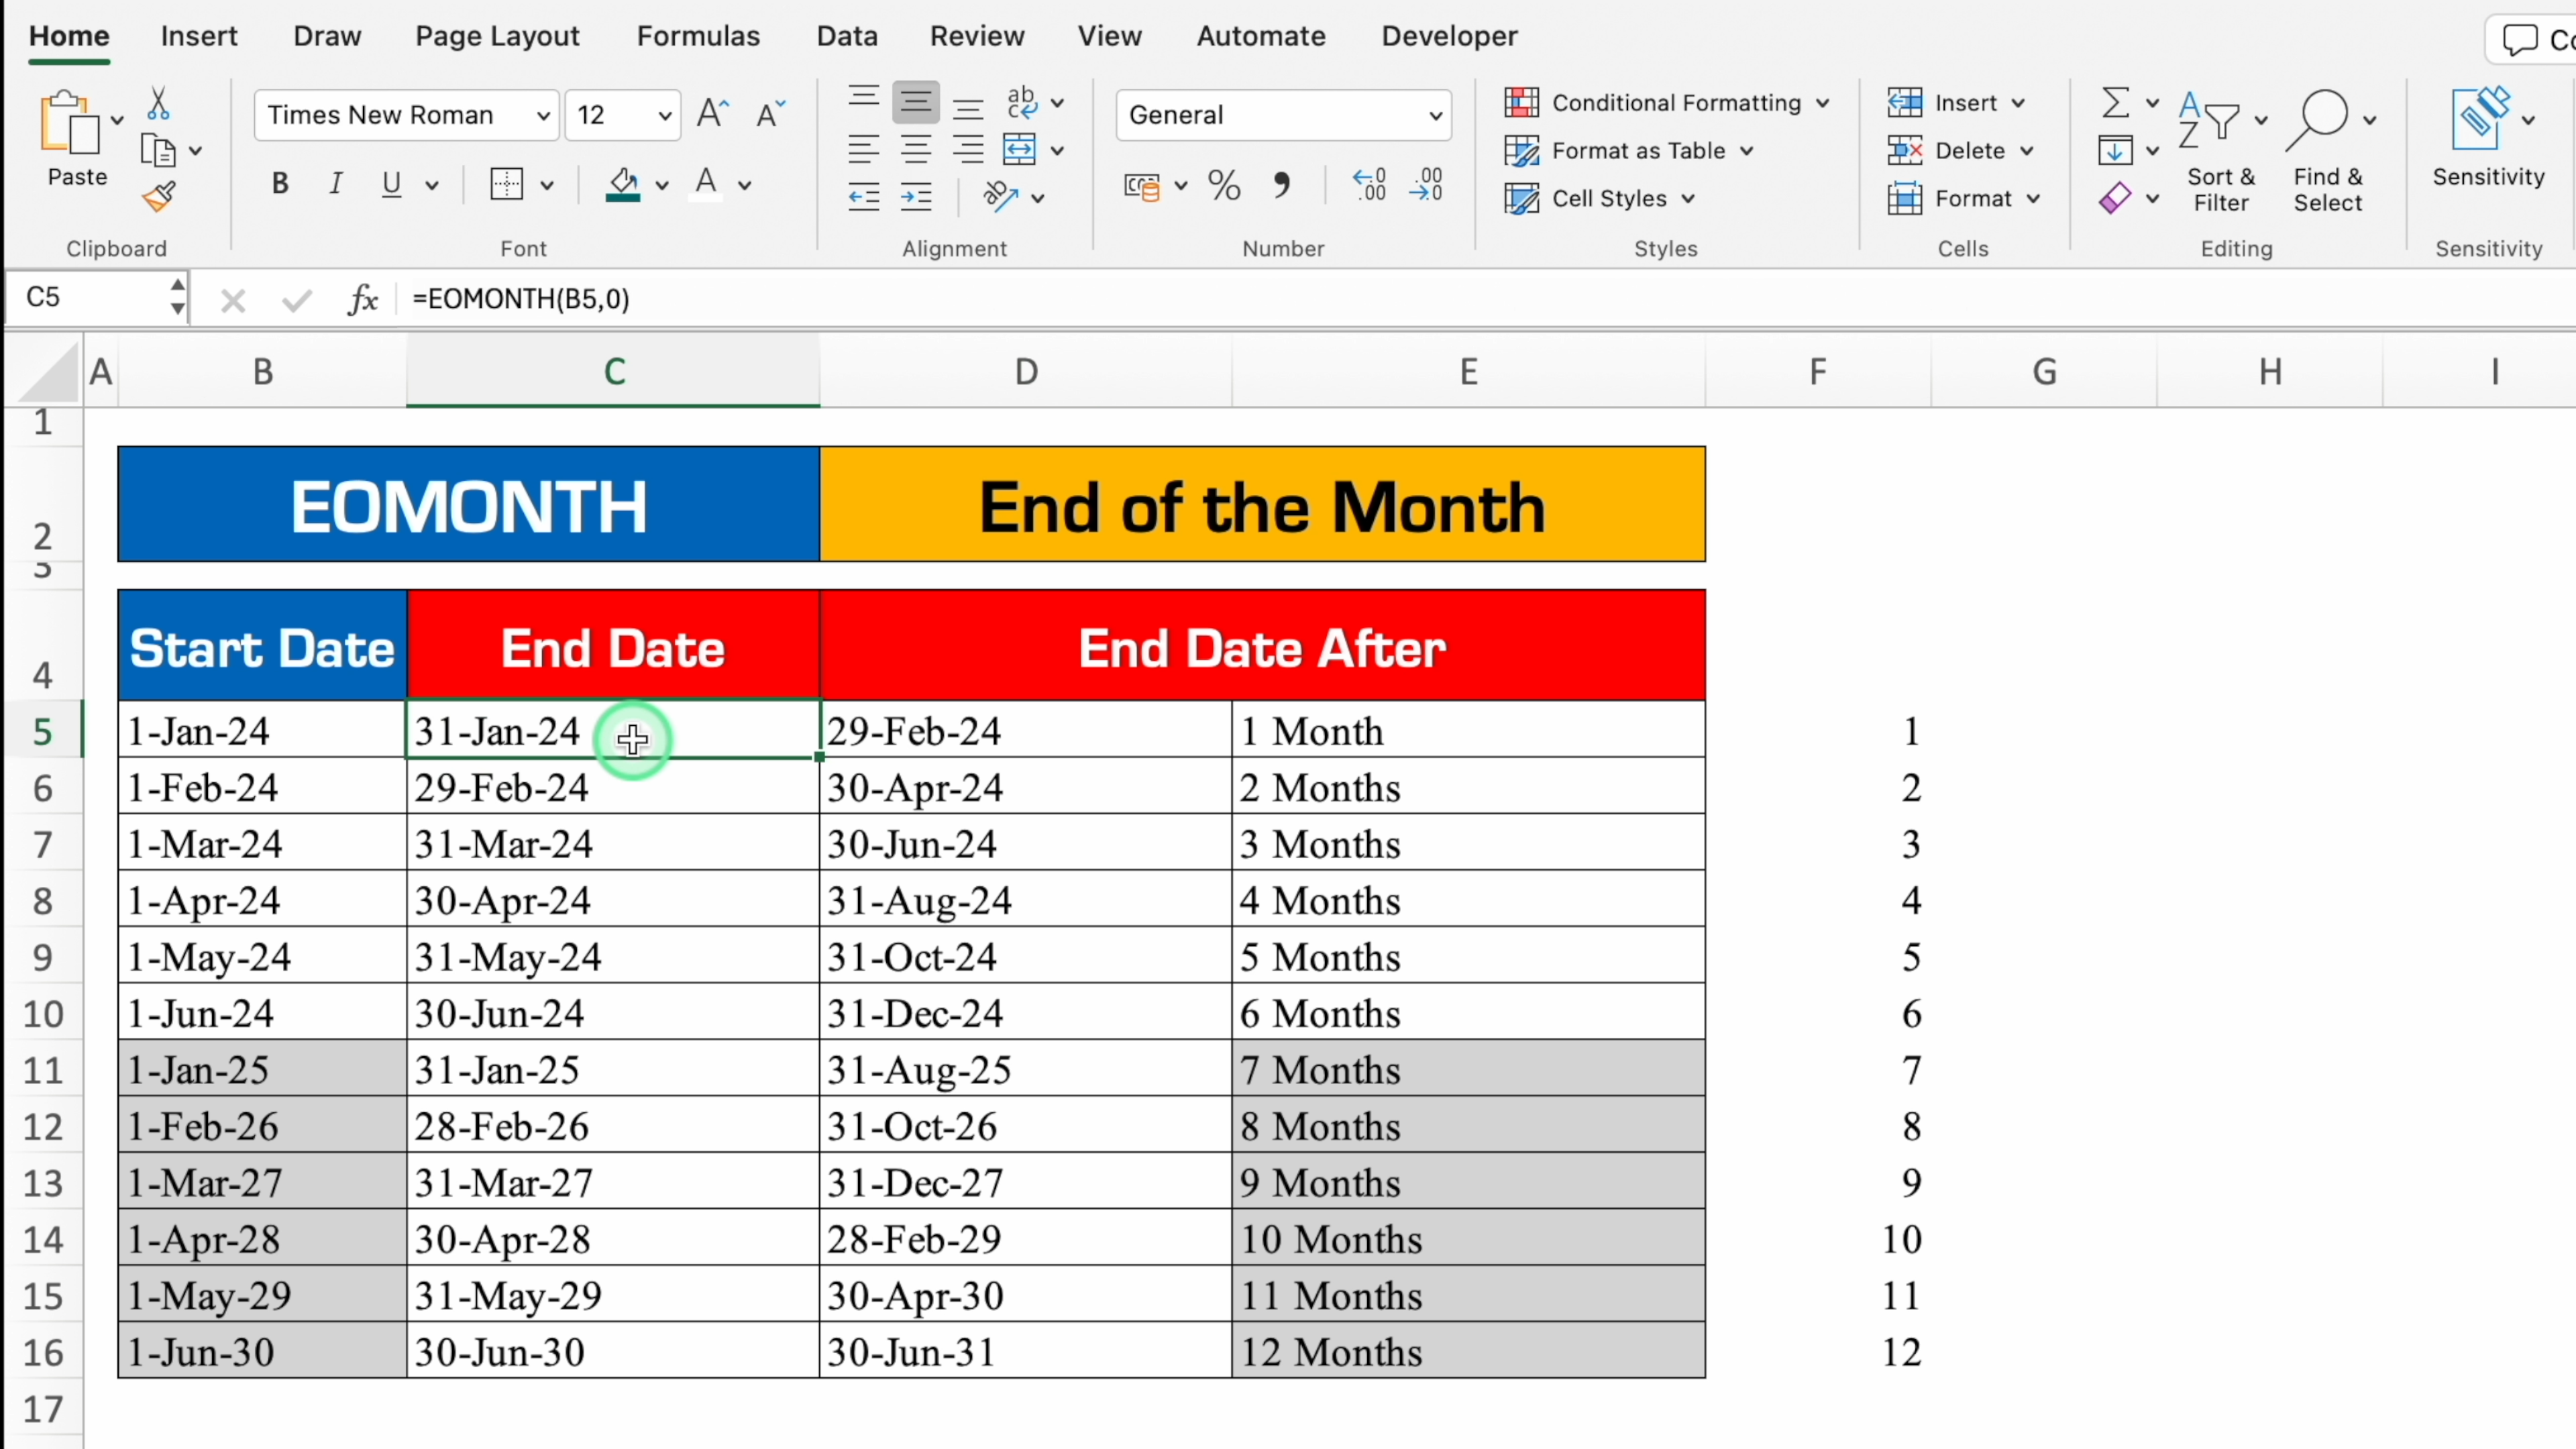 Home Insert Draw Page Layout Formulas Data Review View Automate Developer
Times New Roman 12 General Conditional Formatting Insert
Format as Table Delete
Paste B I U A % Cell Styles Format Sort & Filter Find & Select Sensitivity
Clipboard Font Alignment Number Styles Cells Editing Sensitivity
C5 fx =EOMONTH(B5,0)
A B C D E F G H I
1
2 EOMONTH End of the Month
3
4 Start Date End Date End Date After
5 1-Jan-24 31-Jan-24 29-Feb-24 1 Month 1
6 1-Feb-24 29-Feb-24 30-Apr-24 2 Months 2
7 1-Mar-24 31-Mar-24 30-Jun-24 3 Months 3
8 1-Apr-24 30-Apr-24 31-Aug-24 4 Months 4
9 1-May-24 31-May-24 31-Oct-24 5 Months 5
10 1-Jun-24 30-Jun-24 31-Dec-24 6 Months 6
11 1-Jan-25 31-Jan-25 31-Aug-25 7 Months 7
12 1-Feb-26 28-Feb-26 31-Oct-26 8 Months 8
13 1-Mar-27 31-Mar-27 31-Dec-27 9 Months 9
14 1-Apr-28 30-Apr-28 28-Feb-29 10 Months 10
15 1-May-29 31-May-29 30-Apr-30 11 Months 11
16 1-Jun-30 30-Jun-30 30-Jun-31 12 Months 12
17